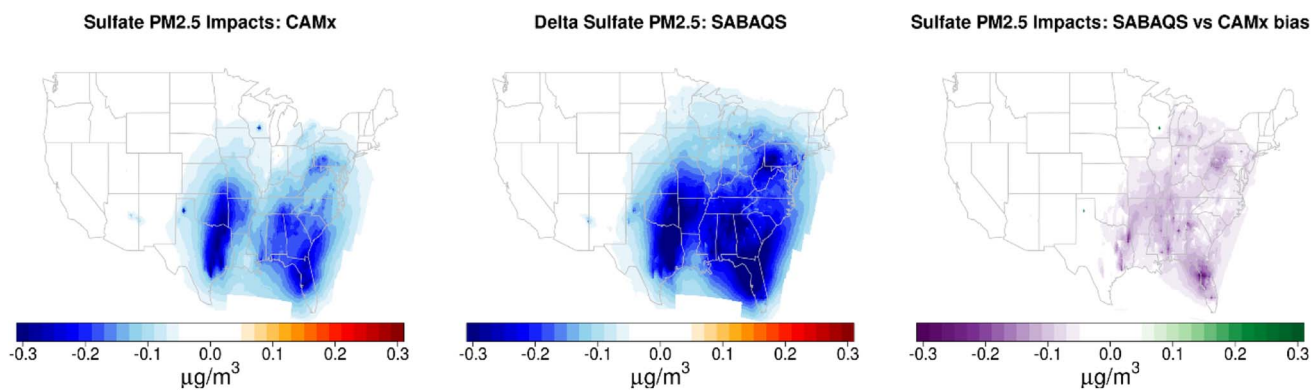 Sulfate PM2.5 Impacts: CAMx
Delta Sulfate PM2.5: SABAQS
Sulfate PM2.5 Impacts: SABAQS vs CAMx bias
-0.3 -0.2 -0.1 0.0 0.1 0.2 0.3
μg/m³
-0.3 -0.2 -0.1 0.0 0.1 0.2 0.3
μg/m³
-0.3 -0.2 -0.1 0.0 0.1 0.2 0.3
μg/m³